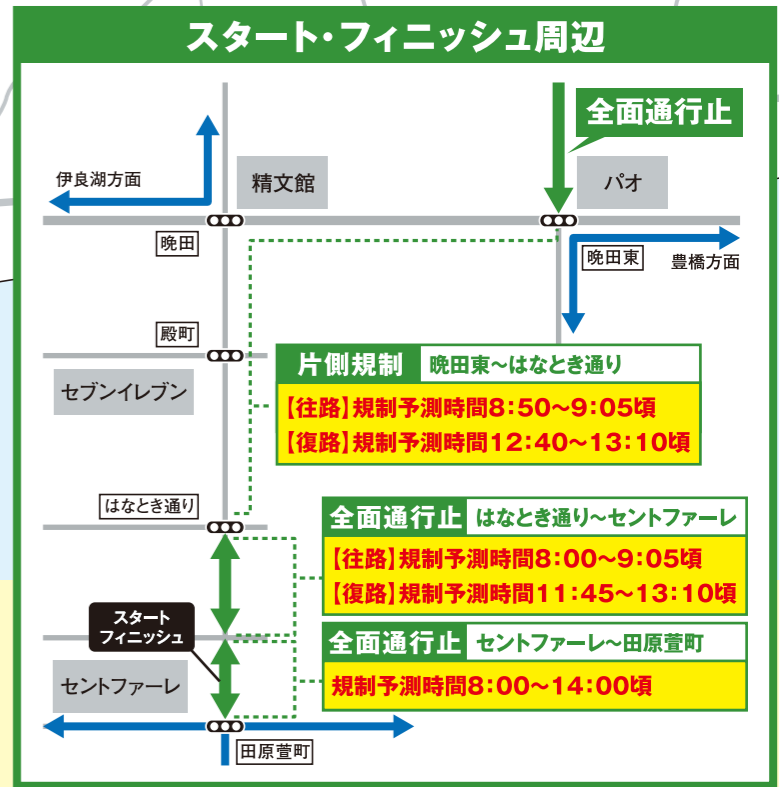 スタート・フィニッシュ周辺
全面通行止
伊良湖方面
精文館
パオ
晩田
晩田東
豊橋方面
殿町
セブンイレブン
片側規制 晩田東～はなとき通り
【往路】規制予測時間8:50～9:05頃
【復路】規制予測時間12:40～13:10頃
はなとき通り
全面通行止 はなとき通り～セントファーレ
【往路】規制予測時間8:00～9:05頃
【復路】規制予測時間11:45～13:10頃
スタート
フィニッシュ
全面通行止 セントファーレ～田原萱町
規制予測時間8:00～14:00頃
セントファーレ
田原萱町